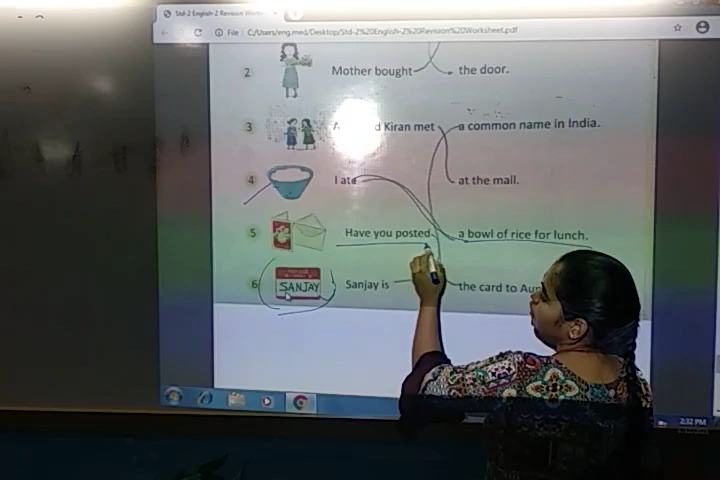 Std-2 English-2 Revision
File C:/Users/eng.med/Desktop/Std-2%20English-2%20Revision%20Worksheet.pdf
2 Mother bought the door.
3 Kiran met a common name in India.
4 I ate at the mall.
5 Have you posted a bowl of rice for lunch.
6 SANJAY Sanjay is the card to
2:32 PM